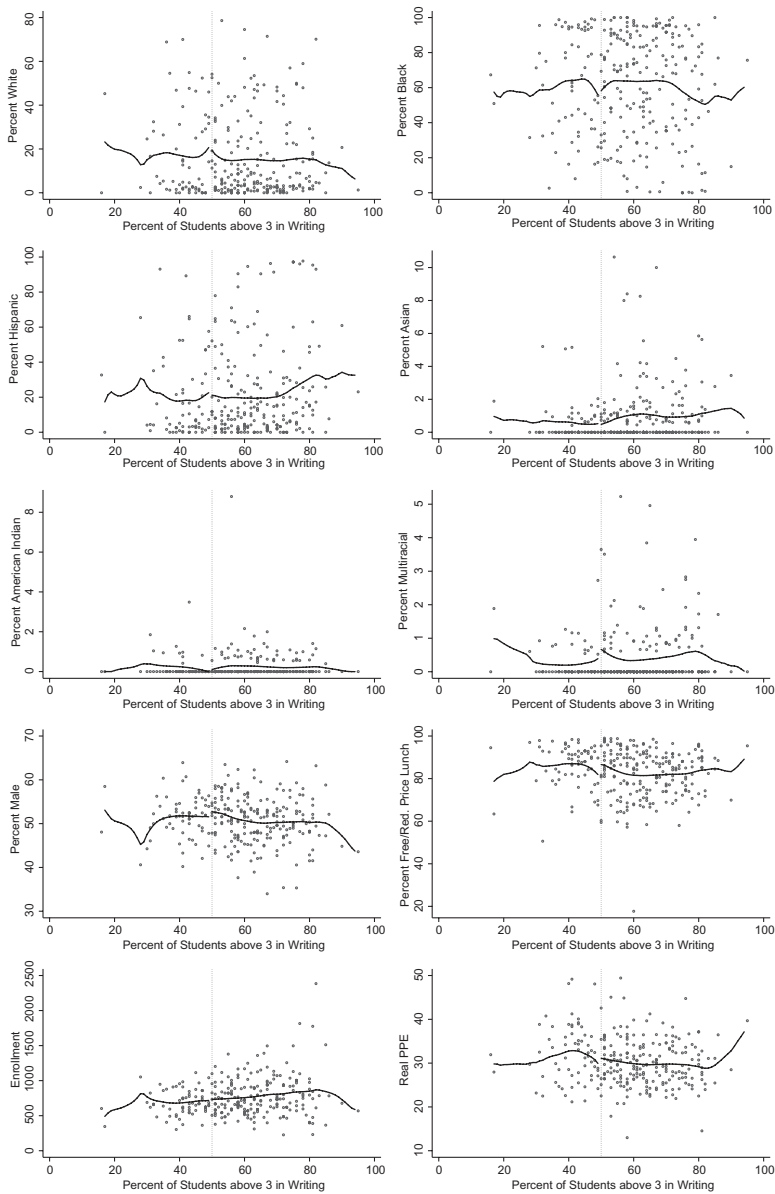 80
60
40
20
0
Percent White
0 20 40 60 80 100
Percent of Students above 3 in Writing
100
80
60
40
20
0
Percent Black
0 20 40 60 80 100
Percent of Students above 3 in Writing
100
80
60
40
20
0
Percent Hispanic
0 20 40 60 80 100
Percent of Students above 3 in Writing
10
8
6
4
2
0
Percent Asian
0 20 40 60 80 100
Percent of Students above 3 in Writing
8
6
4
2
0
Percent American Indian
0 20 40 60 80 100
Percent of Students above 3 in Writing
5
4
3
2
1
0
Percent Multiracial
0 20 40 60 80 100
Percent of Students above 3 in Writing
70
60
50
40
30
Percent Male
0 20 40 60 80 100
Percent of Students above 3 in Writing
100
80
60
40
20
Percent Free/Red. Price Lunch
0 20 40 60 80 100
Percent of Students above 3 in Writing
2500
2000
1500
1000
500
0
Enrollment
0 20 40 60 80 100
Percent of Students above 3 in Writing
50
40
30
20
10
Real PPE
0 20 40 60 80 100
Percent of Students above 3 in Writing